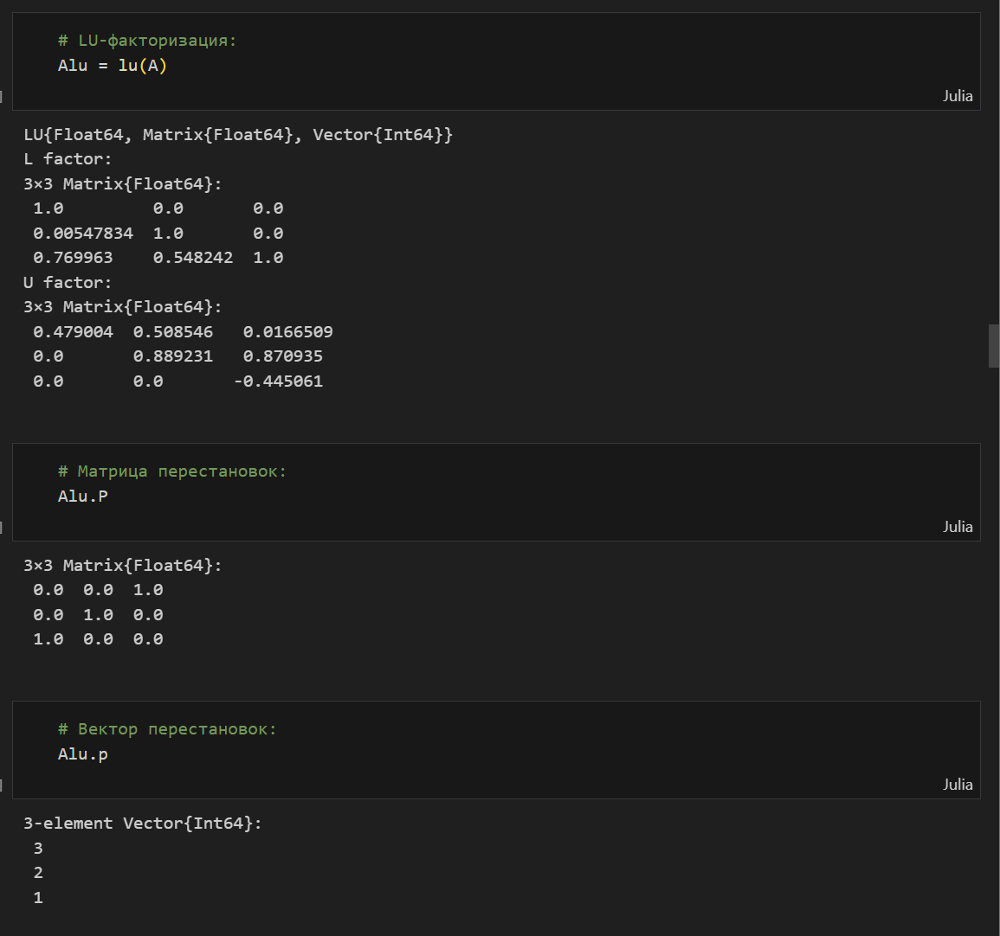 # LU-факторизация:
Alu = lu(A)
Julia
LU{Float64, Matrix{Float64}, Vector{Int64}}
L factor:
3×3 Matrix{Float64}:
1.0 0.0 0.0
0.00547834 1.0 0.0
0.769963 0.548242 1.0
U factor:
3×3 Matrix{Float64}:
0.479004 0.508546 0.0166509
0.0 0.889231 0.870935
0.0 0.0 -0.445061
# Матрица перестановок:
Alu.P
Julia
3×3 Matrix{Float64}:
0.0 0.0 1.0
0.0 1.0 0.0
1.0 0.0 0.0
# Вектор перестановок:
Alu.p
Julia
3-element Vector{Int64}:
3
2
1